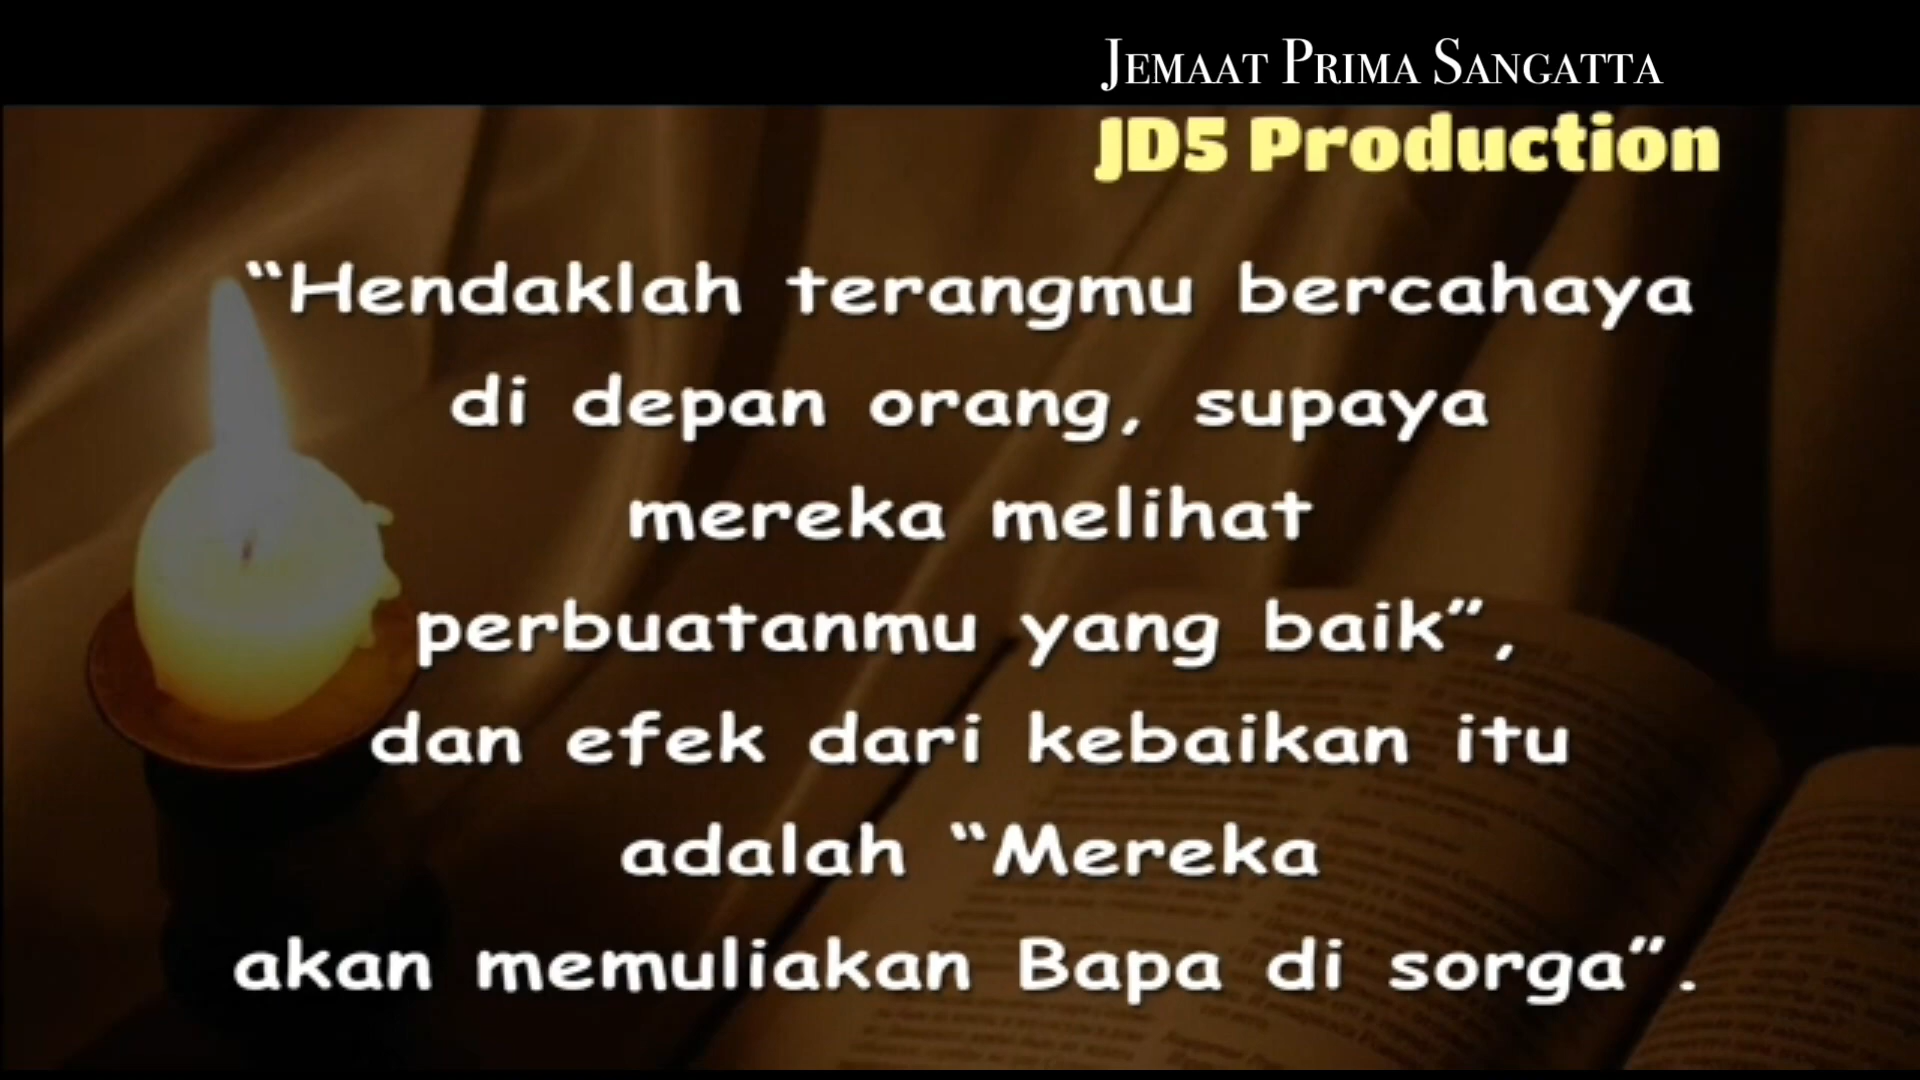 Jemaat Prima Sangatta
JD5 Production
“Hendaklah terangmu bercahaya
di depan orang, supaya
mereka melihat
perbuatanmu yang baik”,
dan efek dari kebaikan itu
adalah “Mereka
akan memuliakan Bapa di sorga”.